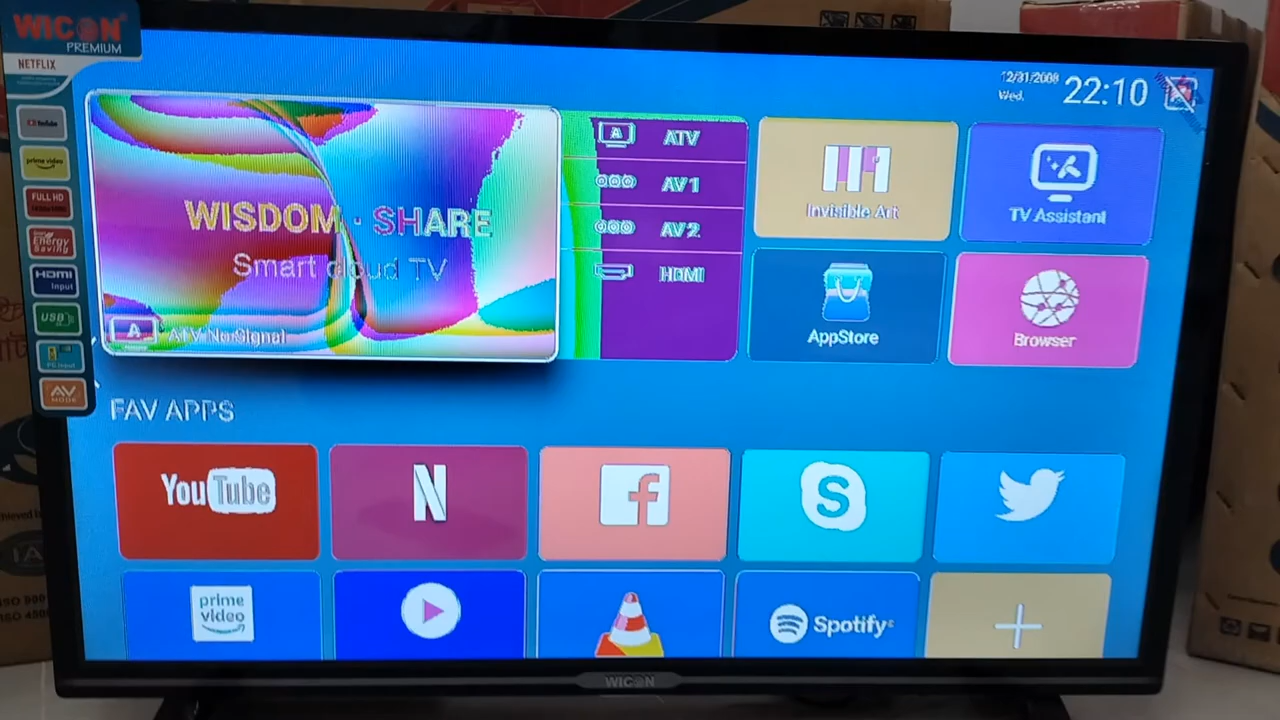 WICON
PREMIUM
NETFLIX
YouTube
prime video
FULL HD
Energy
Saving
HDMI
Input
USB
PC Input
AV
MODE
12/31/2008
Wed.
22:10
WISDOM · SHARE
Smart cloud TV
A
ATV No Signal
A
ATV
AV1
AV2
HDMI
Invisible Art
TV Assistant
AppStore
Browser
FAV APPS
YouTube
N
f
S
prime
video
Spotify
WICON